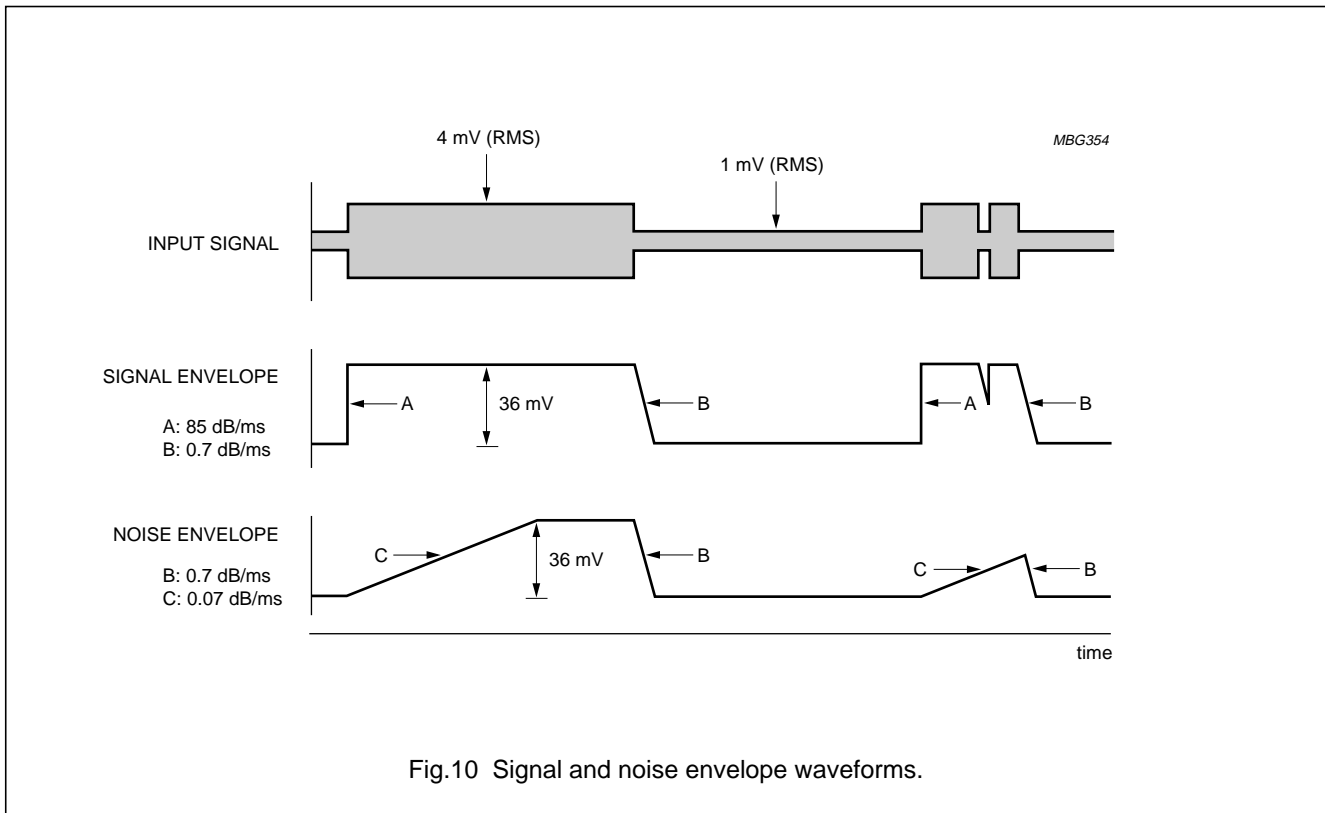 4 mV (RMS)
MBG354
1 mV (RMS)
INPUT SIGNAL
SIGNAL ENVELOPE
A
36 mV
B
A
B
A: 85 dB/ms
B: 0.7 dB/ms
NOISE ENVELOPE
C
36 mV
B
C
B
B: 0.7 dB/ms
C: 0.07 dB/ms
time
Fig.10 Signal and noise envelope waveforms.